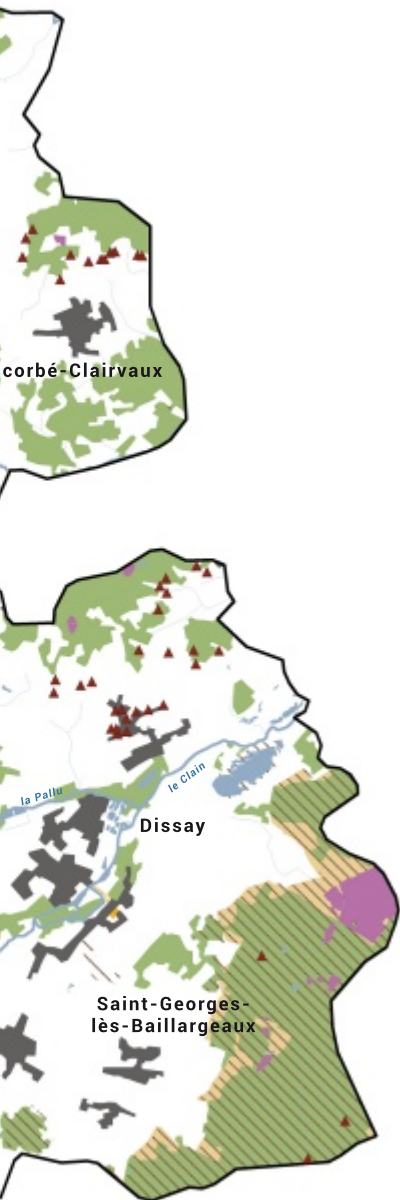 corbé-Clairvaux
la Pallu
le Clain
Dissay
Saint-Georges-
lès-Baillargeaux